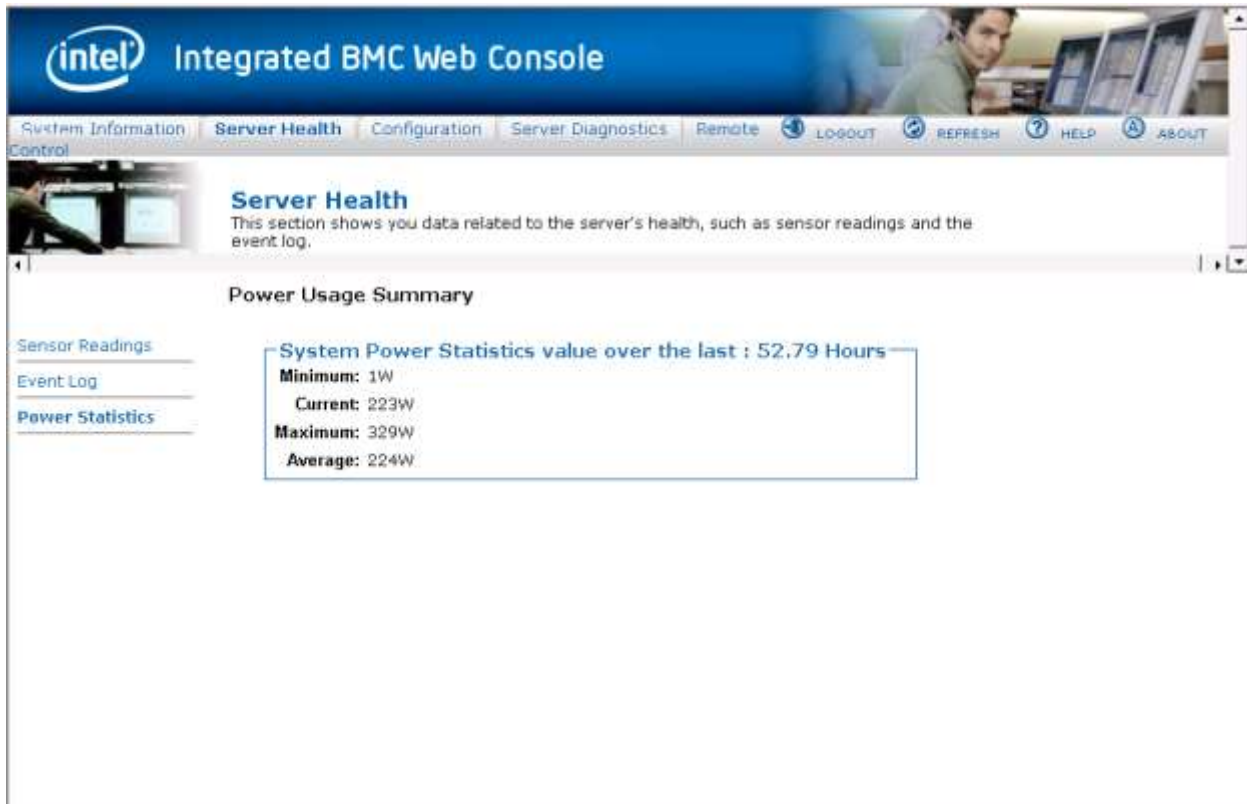 intel Integrated BMC Web Console
System Information Server Health Configuration Server Diagnostics Remote LOGOUT REFRESH HELP ABOUT
Control
Server Health
This section shows you data related to the server's health, such as sensor readings and the
event log.
Power Usage Summary
Sensor Readings
Event Log
Power Statistics
System Power Statistics value over the last : 52.79 Hours
Minimum: 1W
Current: 223W
Maximum: 329W
Average: 224W